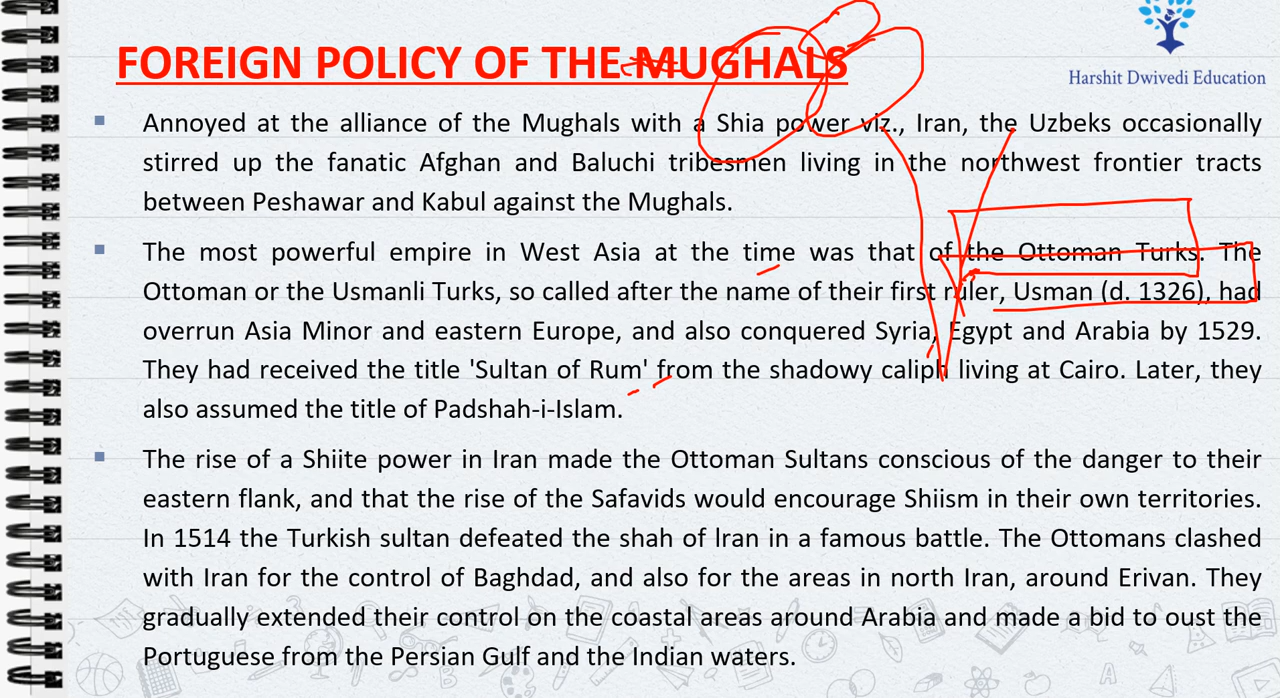 FOREIGN POLICY OF THE MUGHALS
Harshit Dwivedi Education
▪ Annoyed at the alliance of the Mughals with a Shia power viz., Iran, the Uzbeks occasionally
stirred up the fanatic Afghan and Baluchi tribesmen living in the northwest frontier tracts
between Peshawar and Kabul against the Mughals.
▪ The most powerful empire in West Asia at the time was that of the Ottoman Turks. The
Ottoman or the Usmanli Turks, so called after the name of their first ruler, Usman (d. 1326), had
overrun Asia Minor and eastern Europe, and also conquered Syria, Egypt and Arabia by 1529.
They had received the title 'Sultan of Rum' from the shadowy caliph living at Cairo. Later, they
also assumed the title of Padshah-i-Islam.
▪ The rise of a Shiite power in Iran made the Ottoman Sultans conscious of the danger to their
eastern flank, and that the rise of the Safavids would encourage Shiism in their own territories.
In 1514 the Turkish sultan defeated the shah of lran in a famous battle. The Ottomans clashed
with Iran for the control of Baghdad, and also for the areas in north Iran, around Erivan. They
gradually extended their control on the coastal areas around Arabia and made a bid to oust the
Portuguese from the Persian Gulf and the Indian waters.